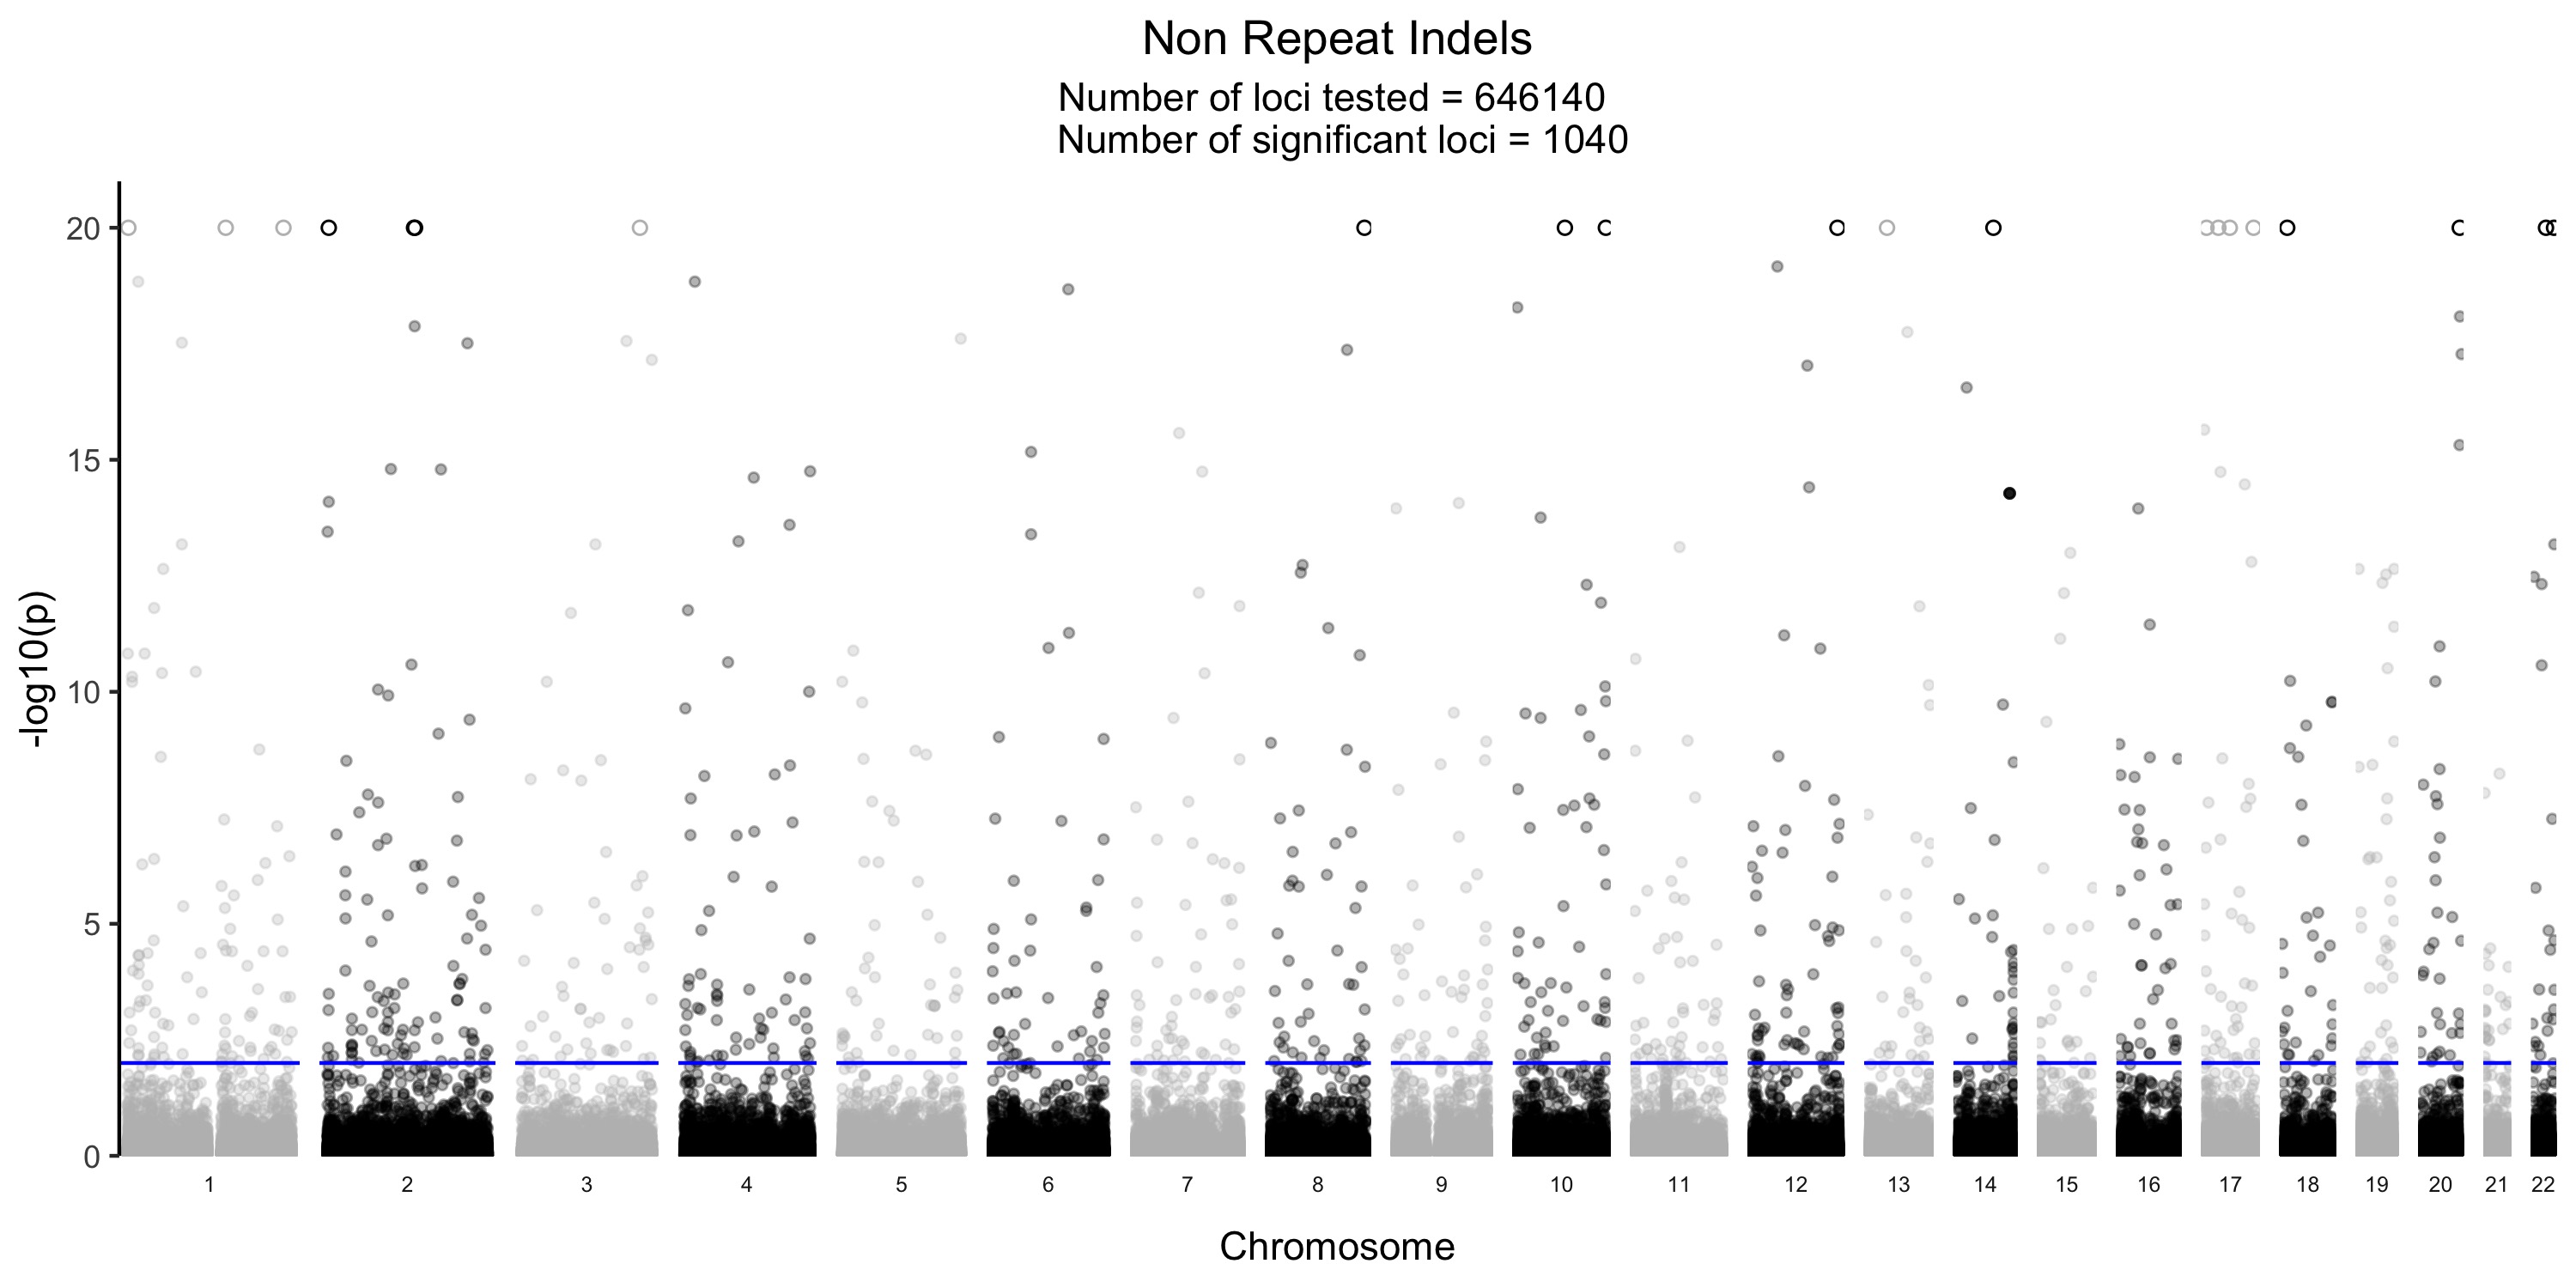 Non Repeat Indels
Number of loci tested = 646140
Number of significant loci = 1040
20
15
10
5
0
-log10(p)
1 2 3 4 5 6 7 8 9 10 11 12 13 14 15 16 17 18 19 20 21 22
Chromosome